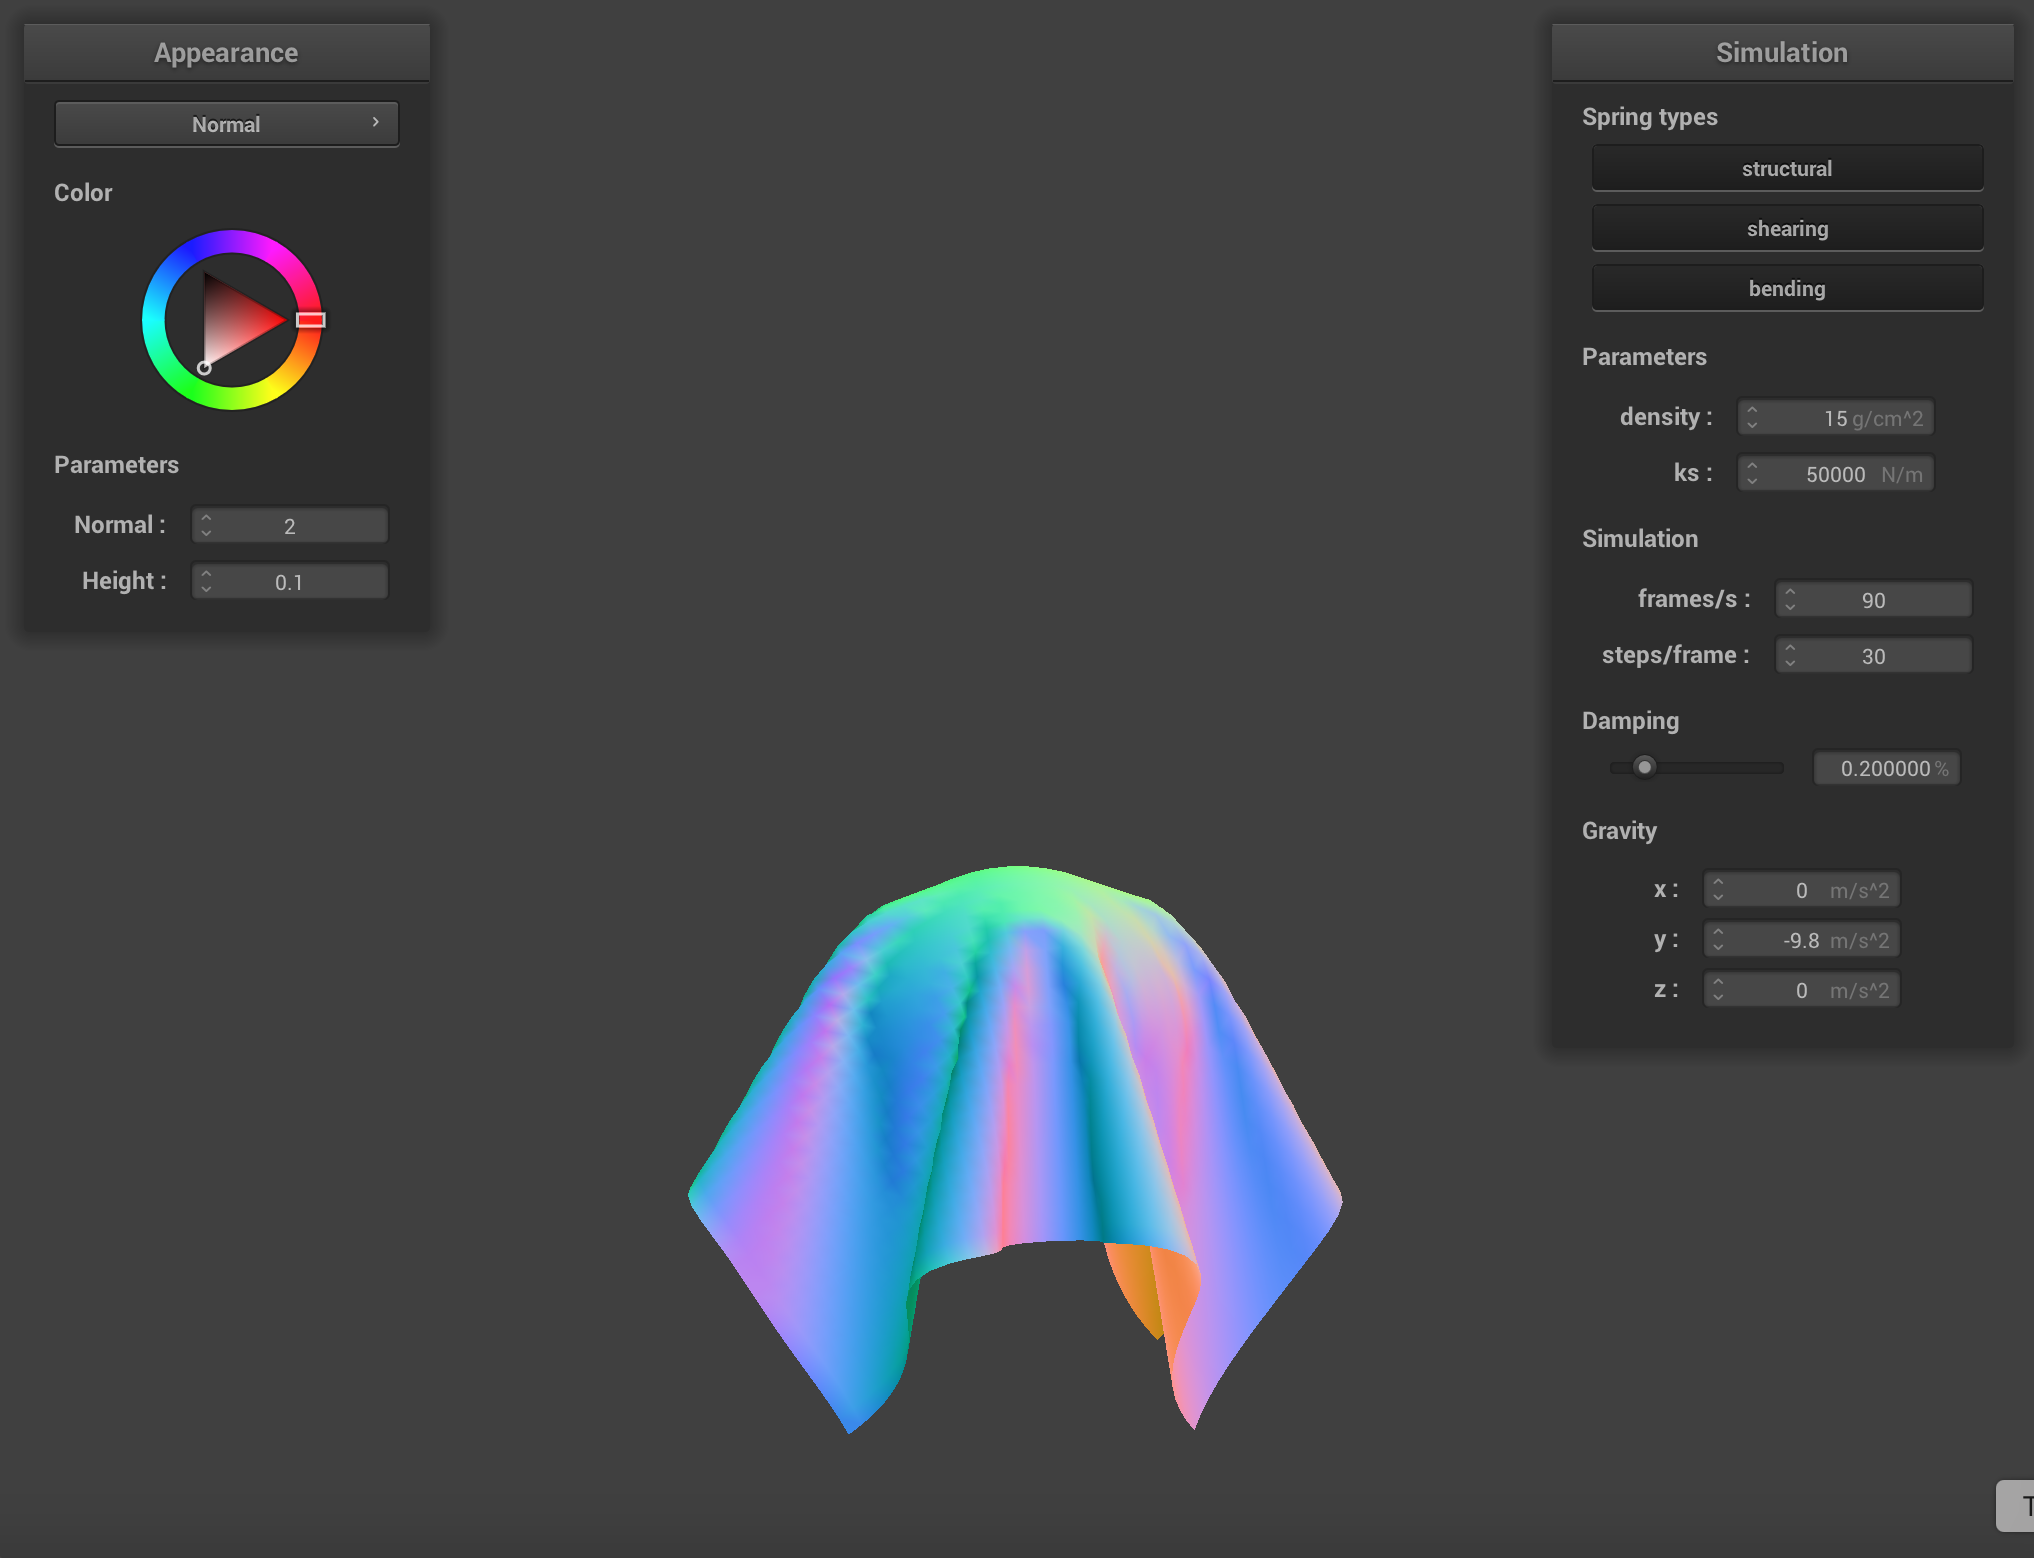 Appearance
Normal
Color
Parameters
Normal : 2
Height : 0.1
Simulation
Spring types
structural
shearing
bending
Parameters
density : 15 g/cm^2
ks : 50000 N/m
Simulation
frames/s : 90
steps/frame : 30
Damping
0.200000 %
Gravity
x : 0 m/s^2
y : -9.8 m/s^2
z : 0 m/s^2